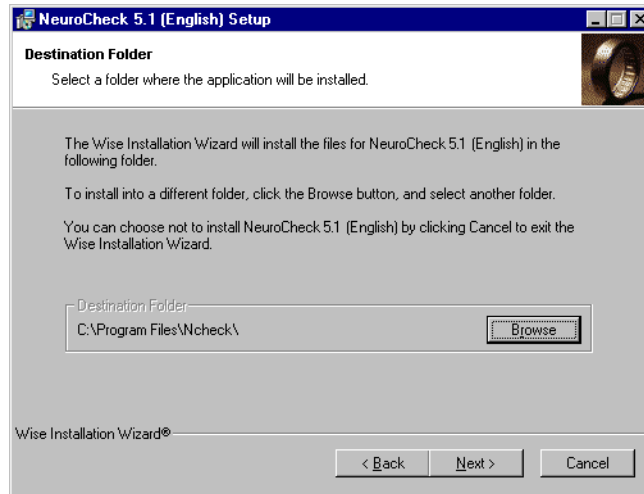 NeuroCheck 5.1 (English) Setup
Destination Folder
Select a folder where the application will be installed.
The Wise Installation Wizard will install the files for NeuroCheck 5.1 (English) in the
following folder.
To install into a different folder, click the Browse button, and select another folder.
You can choose not to install NeuroCheck 5.1 (English) by clicking Cancel to exit the
Wise Installation Wizard.
Destination Folder
C:\Program Files\Ncheck\
Browse
Wise Installation Wizard®
< Back Next > Cancel